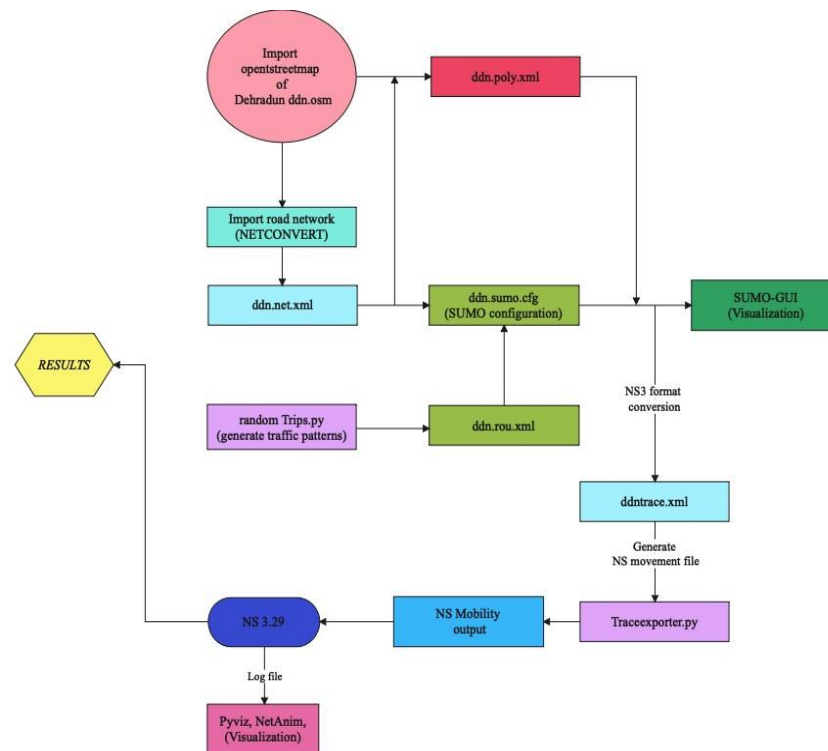 Import
opentstreetmap
of
Dehradun ddn.osm
ddn.poly.xml
Import road network
(NETCONVERT)
ddn.net.xml
ddn.sumo.cfg
(SUMO configuration)
SUMO-GUI
(Visualization)
RESULTS
NS3 format
conversion
random Trips.py
(generate traffic patterns)
ddn.rou.xml
ddntrace.xml
Generate
NS movement file
NS 3.29
NS Mobility
output
Traceexporter.py
Log file
Pyviz, NetAnim,
(Visualization)